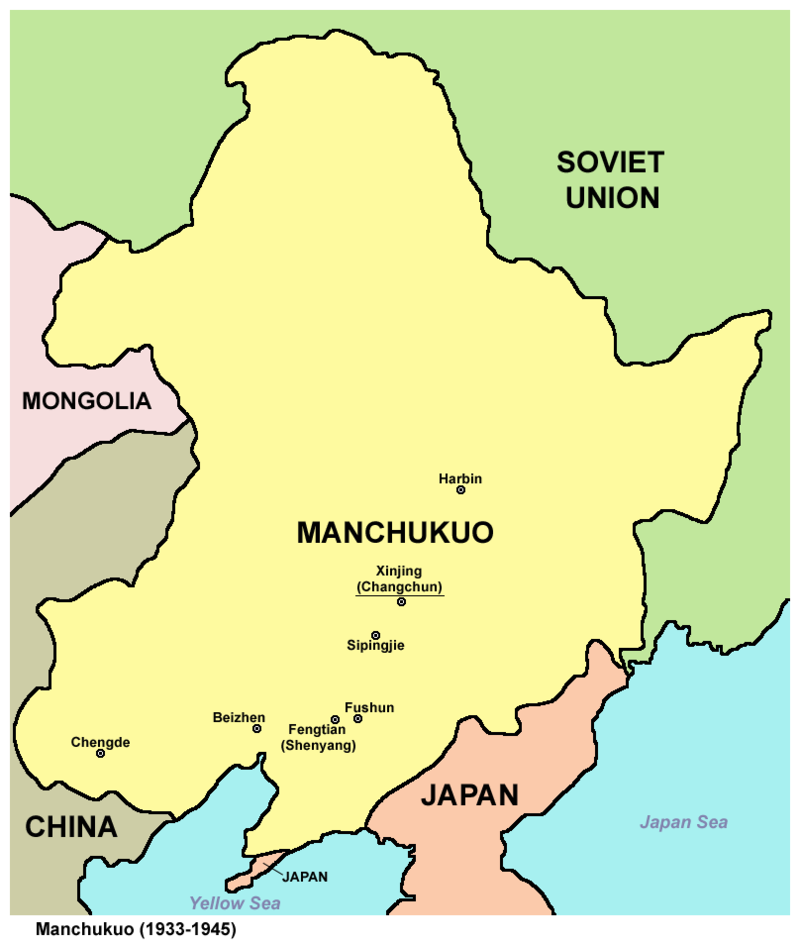 SOVIET
UNION
MONGOLIA
Harbin
MANCHUKUO
Xinjing
(Changchun)
Sipingjie
Fushun
Beizhen
Fengtian
(Shenyang)
Chengde
JAPAN
CHINA
Japan Sea
JAPAN
Yellow Sea
Manchukuo (1933-1945)